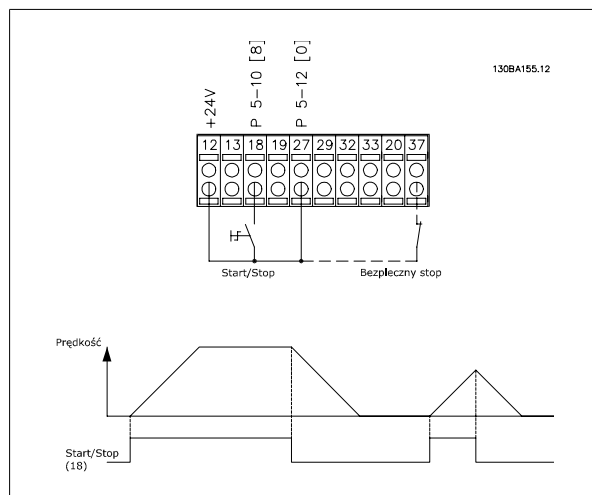 130BA155.12
+24V
P 5-10 [8]
P 5-12 [0]
12 13 18 19 27 29 32 33 20 37
Start/Stop
Bezpieczny stop
Prędkość
Start/Stop
(18)